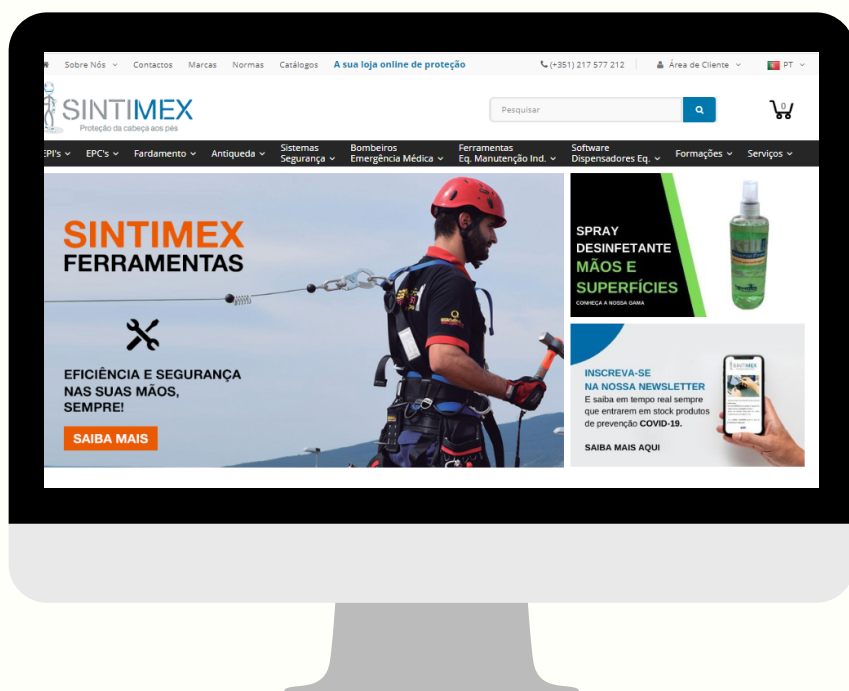 Sobre Nós
Contactos
Marcas
Normas
Catálogos
A sua loja online de proteção
(+351) 217 577 212
Área de Cliente
PT
SINTIMEX
Proteção da cabeça aos pés
Pesquisar
0
EPI's
EPC's
Fardamento
Antiqueda
Sistemas
Segurança
Bombeiros
Emergência Médica
Ferramentas
Eq. Manutenção Ind.
Software
Dispensadores Eq.
Formações
Serviços
SINTIMEX
FERRAMENTAS
EFICIÊNCIA E SEGURANÇA
NAS SUAS MÃOS,
SEMPRE!
SAIBA MAIS
SPRAY
DESINFETANTE
MÃOS E
SUPERFÍCIES
CONHEÇA A NOSSA GAMA
INSCREVA-SE
NA NOSSA NEWSLETTER
E saiba em tempo real sempre
que entrarem em stock produtos
de prevenção COVID-19.
SAIBA MAIS AQUI
SINTIMEX